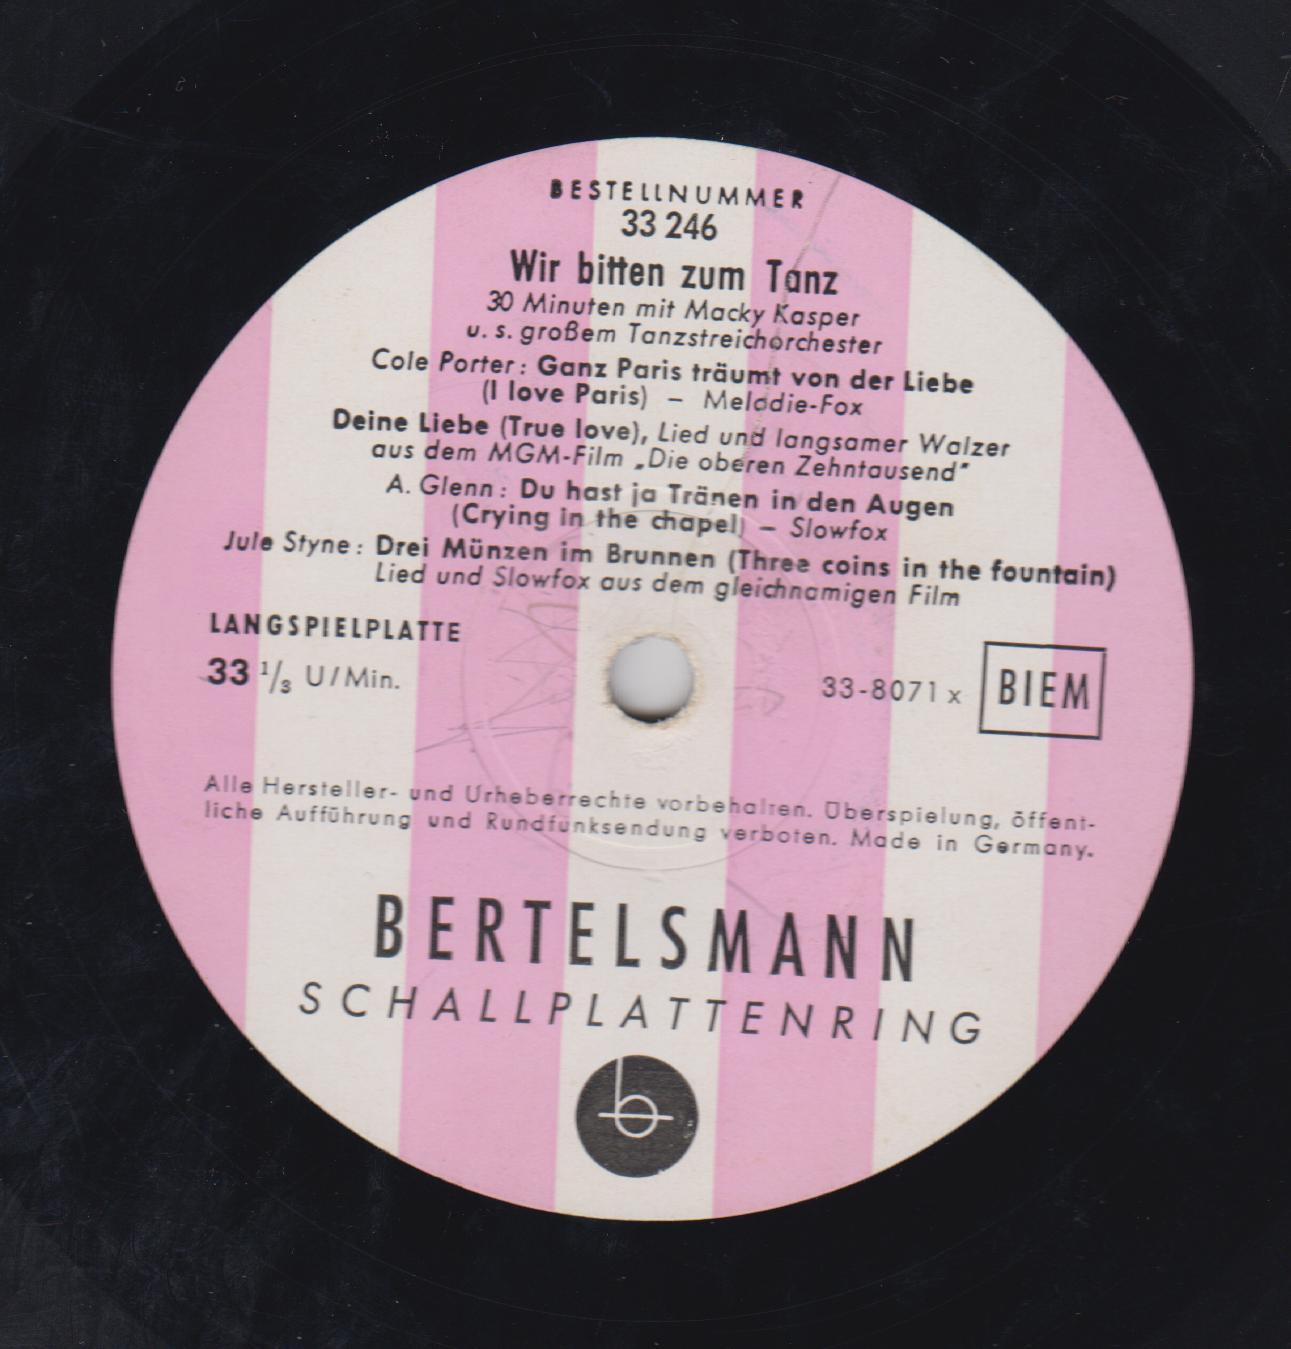 BESTELLNUMMER
33 246
Wir bitten zum Tanz
30 Minuten mit Macky Kasper
u. s. großem Tanzstreichorchester
Cole Porter: Ganz Paris träumt von der Liebe
(I love Paris) – Melodie-Fox
Deine Liebe (True love), Lied und langsamer Walzer
aus dem MGM-Film „Die oberen Zehntausend"
A. Glenn: Du hast ja Tränen in den Augen
(Crying in the chapel) – Slowfox
Jule Styne: Drei Münzen im Brunnen (Three coins in the fountain)
Lied und Slowfox aus dem gleichnamigen Film
LANGSPIELPLATTE
33 1/3 U/Min.
33-8071 x
BIEM
Alle Hersteller- und Urheberrechte vorbehalten. Überspielung, öffent-
liche Aufführung und Rundfunksendung verboten. Made in Germany.
BERTELSMANN
SCHALLPLATTENRING
b